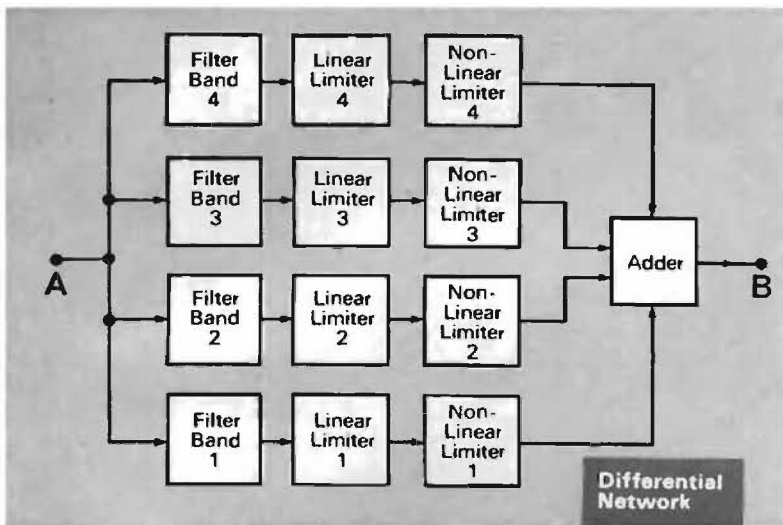 Filter
Band
4
Linear
Limiter
4
Non-
Linear
Limiter
4
Filter
Band
3
Linear
Limiter
3
Non-
Linear
Limiter
3
A
Adder
B
Filter
Band
2
Linear
Limiter
2
Non-
Linear
Limiter
2
Filter
Band
1
Linear
Limiter
1
Non-
Linear
Limiter
1
Differential
Network